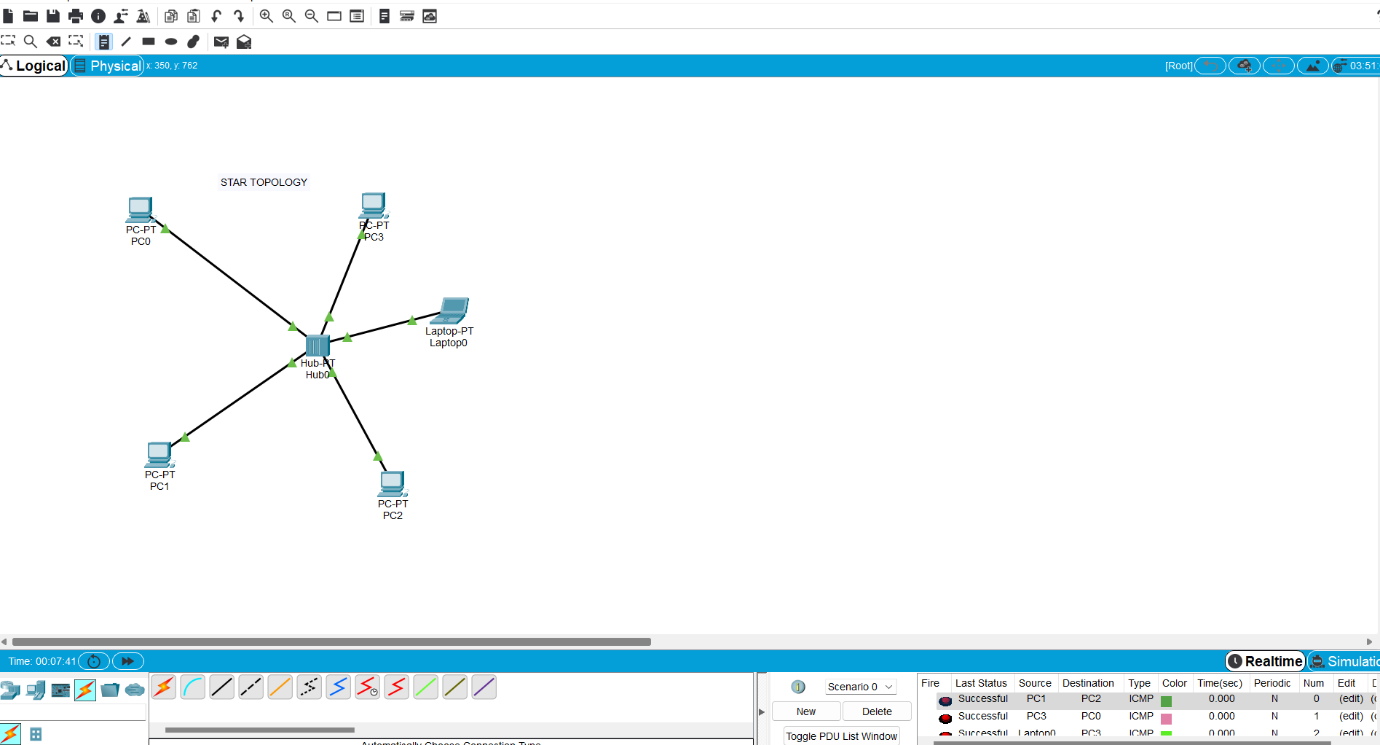 Logical Physical x: 350, y: 762 [Root] 03:51:
STAR TOPOLOGY
PC-PT
PC0
PC-PT
PC3
Laptop-PT
Laptop0
Hub-PT
Hub0
PC-PT
PC1
PC-PT
PC2
Time: 00:07:41 Realtime Simulatio
Scenario 0
New Delete
Toggle PDU List Window
Fire Last Status Source Destination Type Color Time(sec) Periodic Num Edit
Successful PC1 PC2 ICMP 0.000 N 0 (edit)
Successful PC3 PC0 ICMP 0.000 N 1 (edit)
Successful Laptop0 PC3 ICMP 0.000 N 2 (edit)
Automatically Choose Connection Type